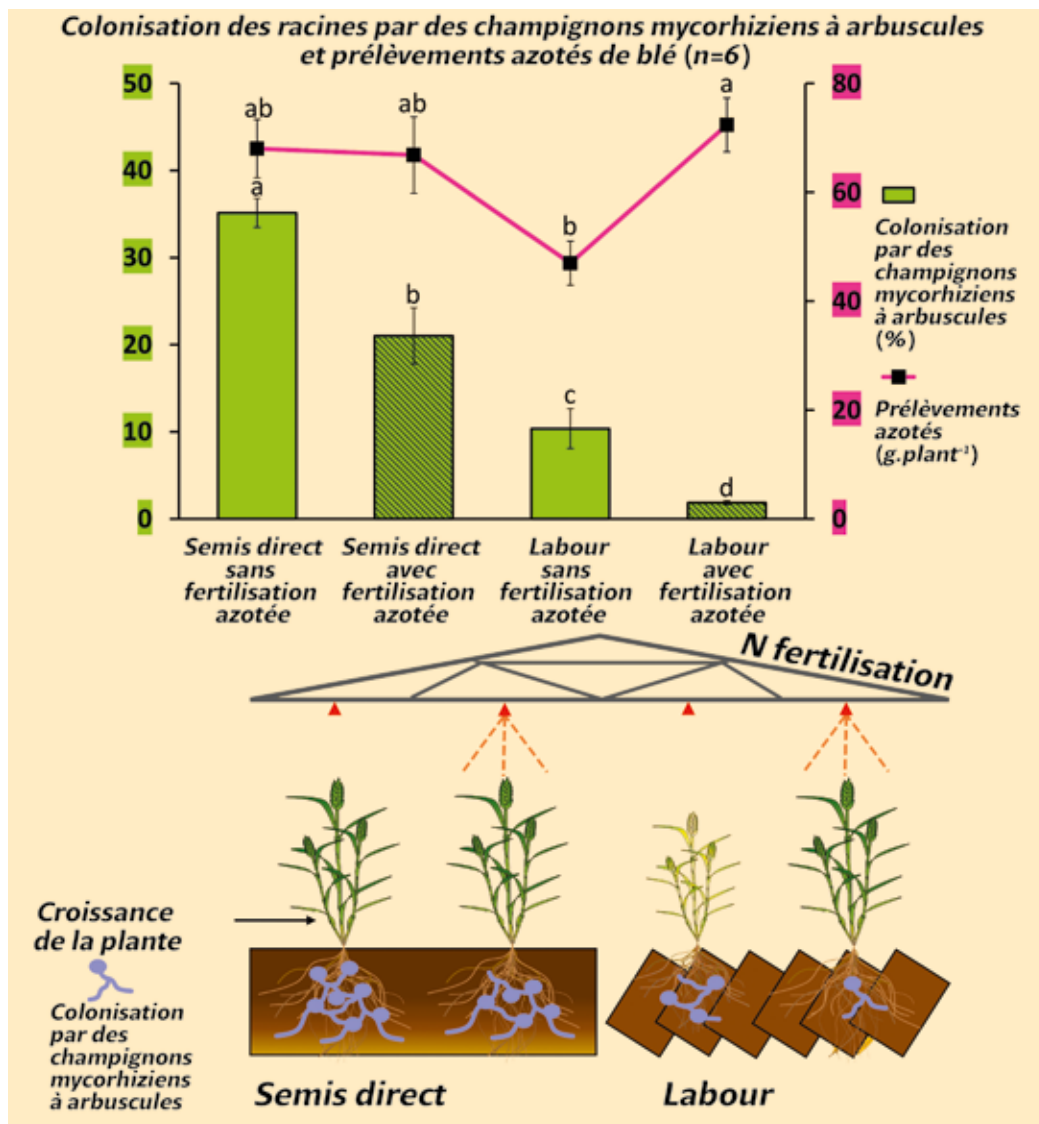 Colonisation des racines par des champignons mycorhiziens à arbuscules
et prélèvements azotés de blé (n=6)
50
40
30
20
10
0
ab
a
ab
b
b
c
a
d
80
60
40
20
0
Colonisation
par des
champignons
mycorhiziens
à arbuscules
(%)
Prélèvements
azotés
(g.plant⁻¹)
Semis direct
sans
fertilisation
azotée
Semis direct
avec
fertilisation
azotée
Labour
sans
fertilisation
azotée
Labour
avec
fertilisation
azotée
N fertilisation
Croissance
de la plante
Colonisation
par des
champignons
mycorhiziens
à arbuscules
Semis direct
Labour